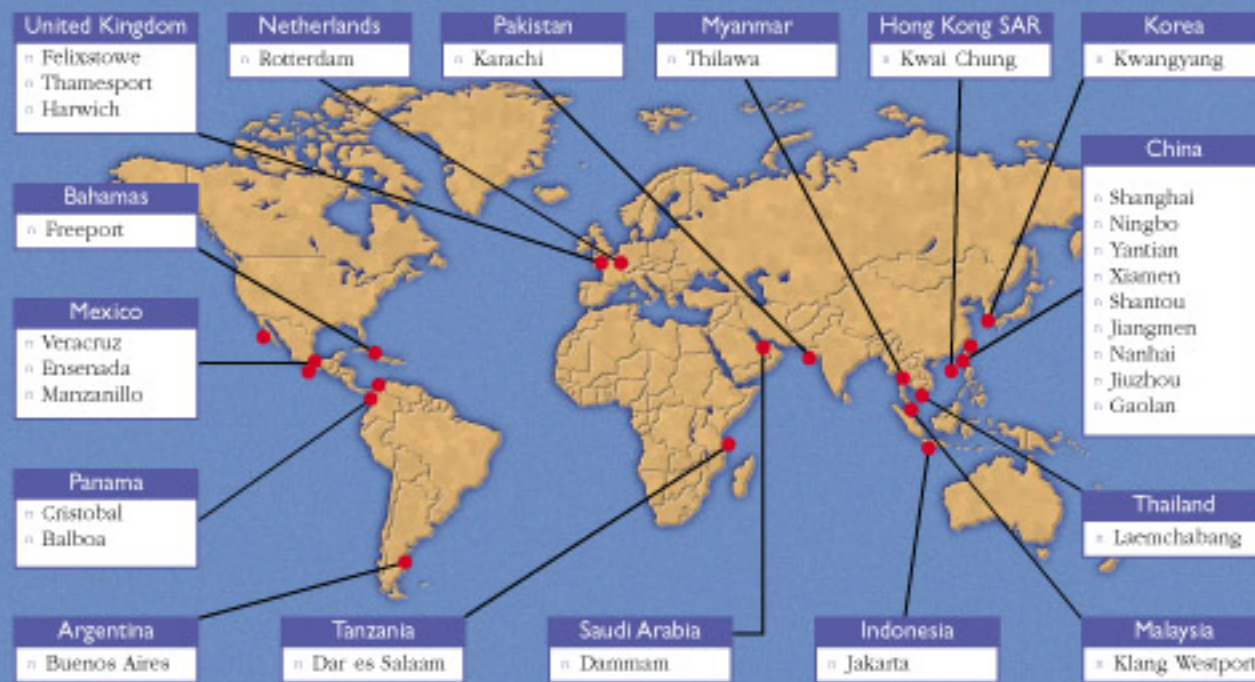 United Kingdom
Felixstowe
Thamesport
Harwich
Netherlands
Rotterdam
Pakistan
Karachi
Myanmar
Thilawa
Hong Kong SAR
Kwai Chung
Korea
Kwangyang
China
Shanghai
Ningbo
Yantian
Xiamen
Shantou
Jiangmen
Nanhai
Jiuzhou
Gaolan
Bahamas
Freeport
Mexico
Veracruz
Ensenada
Manzanillo
Panama
Cristobal
Balboa
Thailand
Laemchabang
Argentina
Buenos Aires
Tanzania
Dar es Salaam
Saudi Arabia
Dammam
Indonesia
Jakarta
Malaysia
Klang Westport